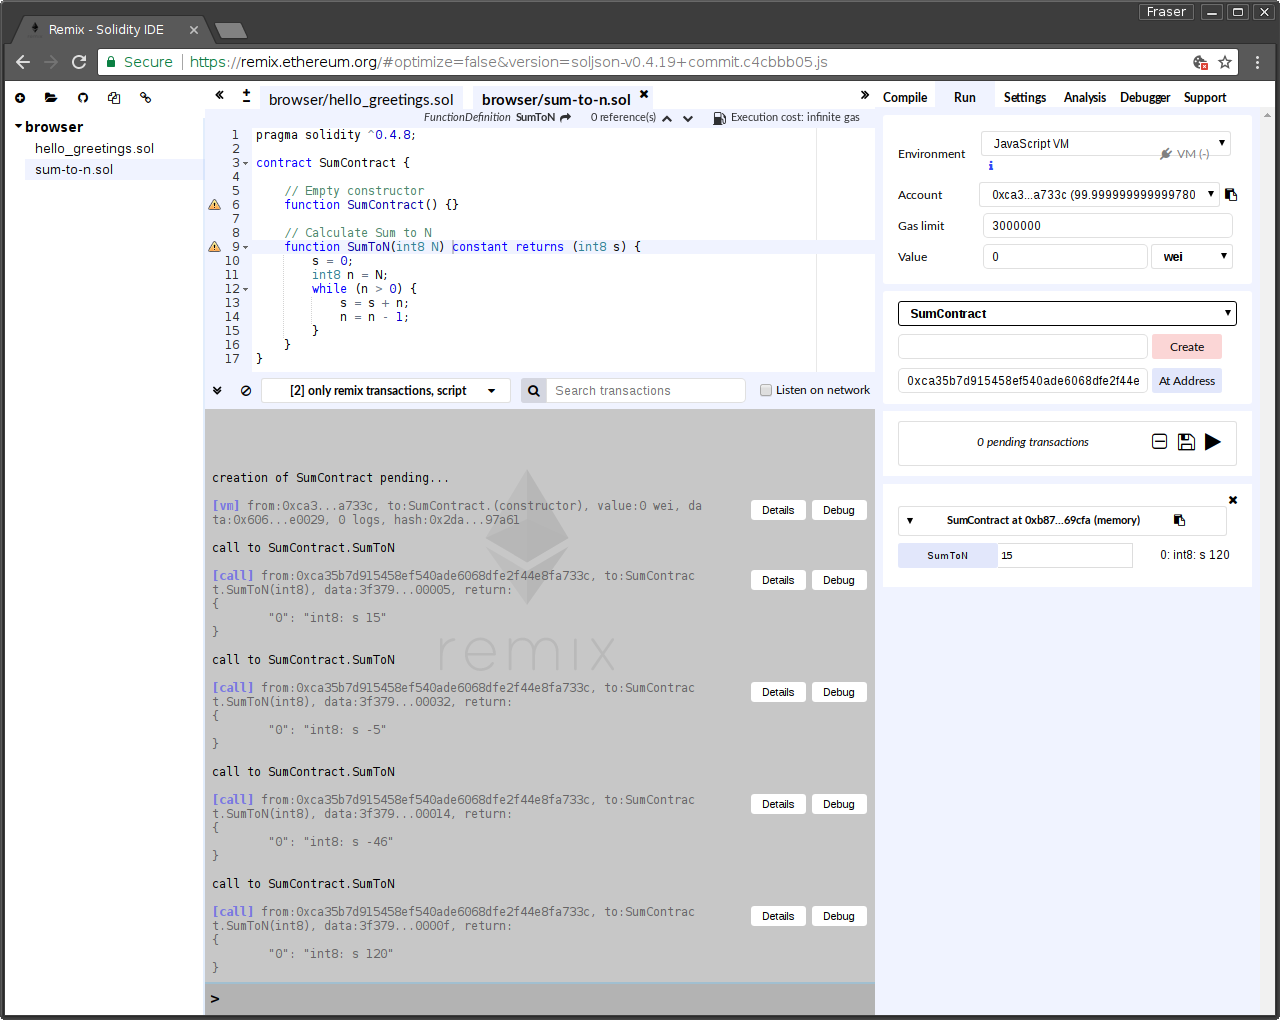 Fraser
Remix - Solidity IDE
Secure https://remix.ethereum.org/#optimize=false&version=soljson-v0.4.19+commit.c4cbbb05.js
browser
hello_greetings.sol
sum-to-n.sol
browser/hello_greetings.sol browser/sum-to-n.sol
FunctionDefinition SumToN 0 reference(s) Execution cost: infinite gas
1 pragma solidity ^0.4.8;
2
3 contract SumContract {
4
5 // Empty constructor
6 function SumContract() {}
7
8 // Calculate Sum to N
9 function SumToN(int8 N) constant returns (int8 s) {
10 s = 0;
11 int8 n = N;
12 while (n > 0) {
13 s = s + n;
14 n = n - 1;
15 }
16 }
17 }
[2] only remix transactions, script Search transactions Listen on network
creation of SumContract pending...
[vm] from:0xca3...a733c, to:SumContract.(constructor), value:0 wei, da
ta:0x606...e0029, 0 logs, hash:0x2da...97a61
Details Debug
call to SumContract.SumToN
[call] from:0xca35b7d915458ef540ade6068dfe2f44e8fa733c, to:SumContrac
t.SumToN(int8), data:3f379...00005, return:
{
"0": "int8: s 15"
}
Details Debug
remix
call to SumContract.SumToN
[call] from:0xca35b7d915458ef540ade6068dfe2f44e8fa733c, to:SumContrac
t.SumToN(int8), data:3f379...00032, return:
{
"0": "int8: s -5"
}
Details Debug
call to SumContract.SumToN
[call] from:0xca35b7d915458ef540ade6068dfe2f44e8fa733c, to:SumContrac
t.SumToN(int8), data:3f379...00014, return:
{
"0": "int8: s -46"
}
Details Debug
call to SumContract.SumToN
[call] from:0xca35b7d915458ef540ade6068dfe2f44e8fa733c, to:SumContrac
t.SumToN(int8), data:3f379...0000f, return:
{
"0": "int8: s 120"
}
Details Debug
>
Compile Run Settings Analysis Debugger Support
Environment JavaScript VM
VM (-)
Account 0xca3...a733c (99.999999999999780
Gas limit 3000000
Value 0 wei
SumContract
Create
0xca35b7d915458ef540ade6068dfe2f44e At Address
0 pending transactions
SumContract at 0xb87...69cfa (memory)
SumToN 15 0: int8: s 120